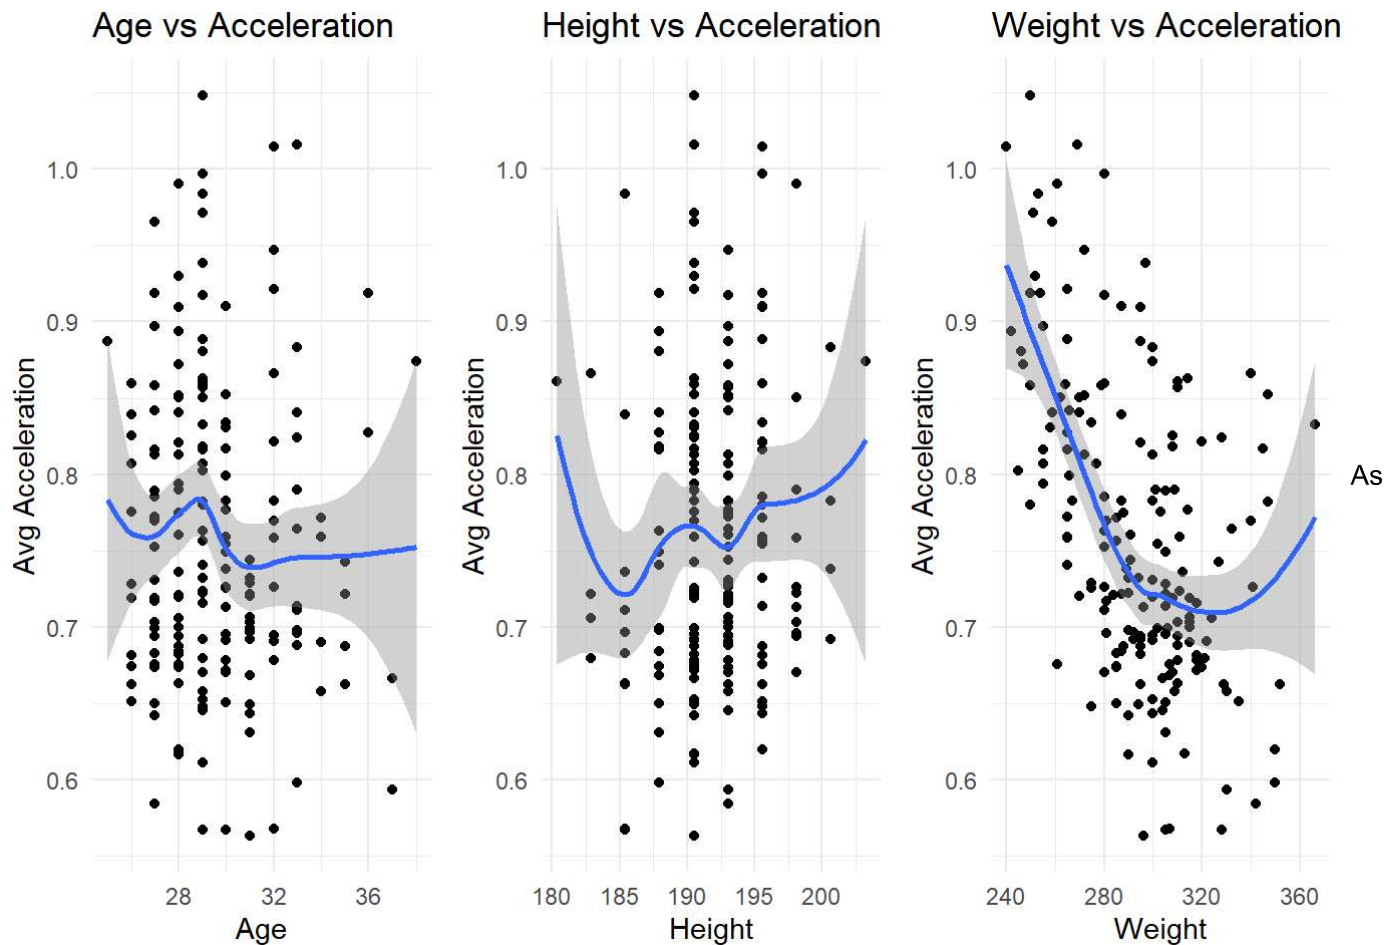 Age vs Acceleration
Avg Acceleration
1.0
0.9
0.8
0.7
0.6
28 32 36
Age
Height vs Acceleration
Avg Acceleration
1.0
0.9
0.8
0.7
0.6
180 185 190 195 200
Height
Weight vs Acceleration
Avg Acceleration
1.0
0.9
0.8
0.7
0.6
240 280 320 360
Weight
As